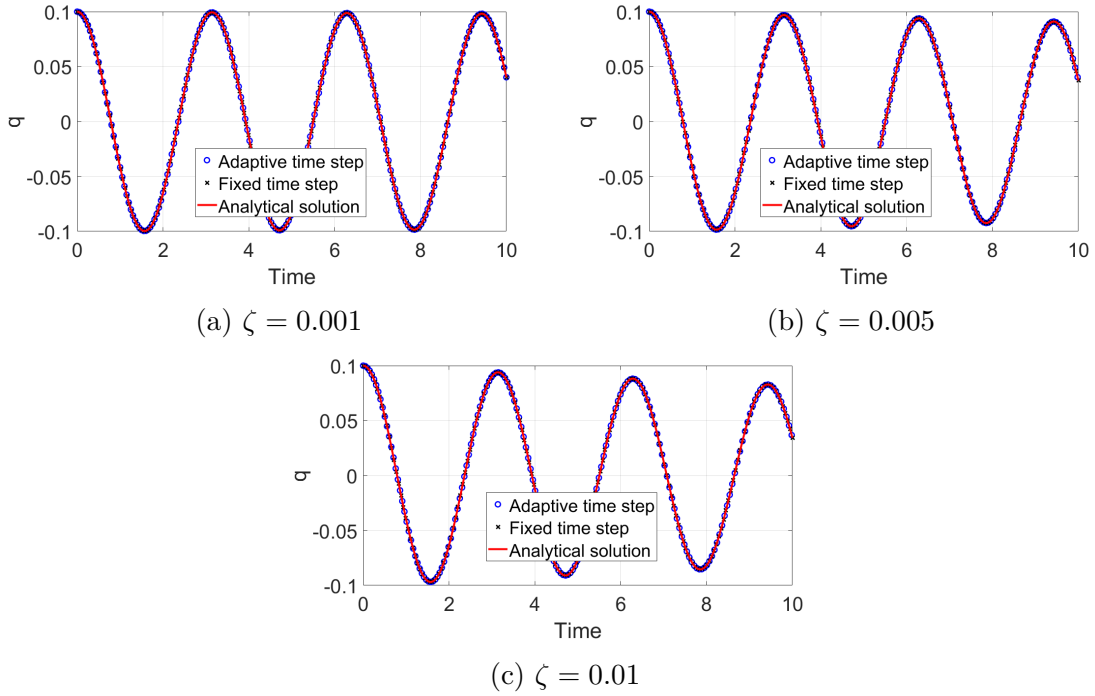 0.1
0.05
0
-0.05
-0.1
q
0 2 4 6 8 10
Time
Adaptive time step
Fixed time step
Analytical solution
(a) ζ = 0.001
0.1
0.05
0
-0.05
-0.1
q
0 2 4 6 8 10
Time
Adaptive time step
Fixed time step
Analytical solution
(b) ζ = 0.005
0.1
0.05
0
-0.05
-0.1
q
0 2 4 6 8 10
Time
Adaptive time step
Fixed time step
Analytical solution
(c) ζ = 0.01